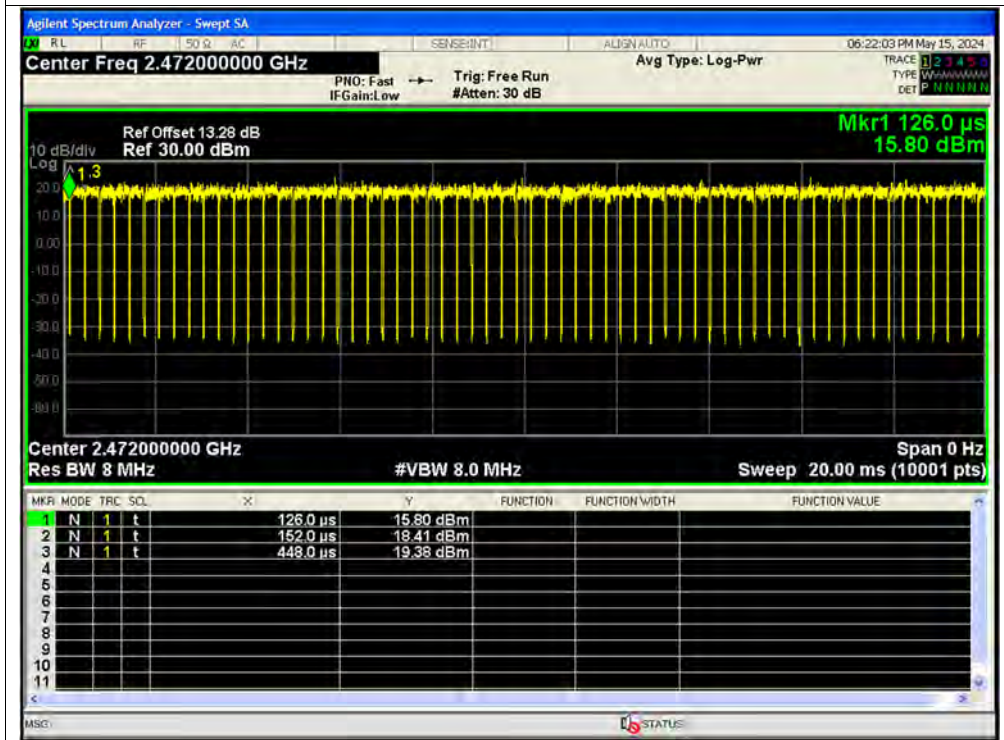 Agilent Spectrum Analyzer - Swept SA
LXI RL RF 50 Ω AC SENSE:INT ALIGN AUTO 06:22:03 PM May 15, 2024
Center Freq 2.472000000 GHz Avg Type: Log-Pwr TRACE 1 2 3 4 5 6
PNO: Fast Trig: Free Run TYPE
IFGain:Low #Atten: 30 dB DET P N N N N N
Mkr1 126.0 µs
Ref Offset 13.28 dB
10 dB/div Ref 30.00 dBm 15.80 dBm
Log
1 3
20.0
10.0
0.00
-10.0
-20.0
-30.0
-40.0
-50.0
-60.0
Center 2.472000000 GHz Span 0 Hz
Res BW 8 MHz #VBW 8.0 MHz Sweep 20.00 ms (10001 pts)
MKR MODE TRC SCL X Y FUNCTION FUNCTION WIDTH FUNCTION VALUE
1 N 1 t 126.0 µs 15.80 dBm
2 N 1 t 152.0 µs 18.41 dBm
3 N 1 t 448.0 µs 19.38 dBm
4
5
6
7
8
9
10
11
MSG STATUS